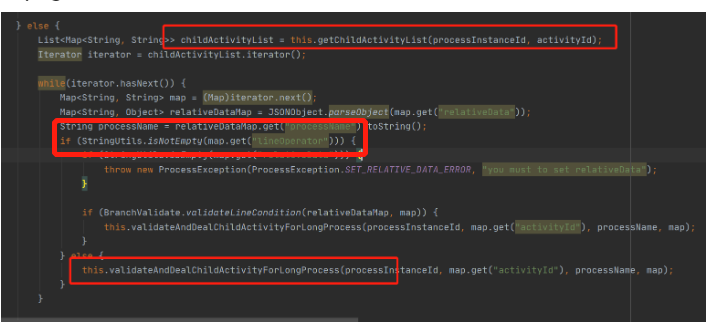 } else {
List<Map<String, String>> childActivityList = this.getChildActivityList(processInstanceId, activityId);
Iterator iterator = childActivityList.iterator();
while(iterator.hasNext()) {
Map<String, String> map = (Map)iterator.next();
Map<String, Object> relativeDataMap = JSONObject.parseObject(map.get("relativeData"));
String processName = relativeDataMap.get("processName").toString();
if (StringUtils.isNotEmpty(map.get("lineOperator"))) {
throw new ProcessException(ProcessException.SET_RELATIVE_DATA_ERROR, "you must to set relativeData");
}
if (BranchValidate.validateLineCondition(relativeDataMap, map)) {
this.validateAndDealChildActivityForLongProcess(processInstanceId, map.get("activityId"), processName, map);
}
} else {
this.validateAndDealChildActivityForLongProcess(processInstanceId, map.get("activityId"), processName, map);
}
}